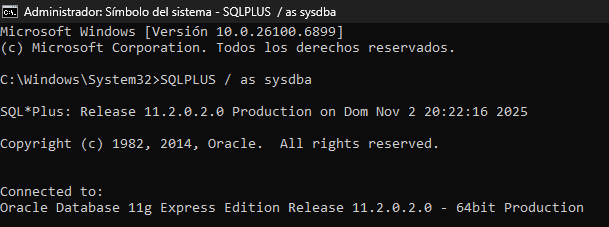 Administrador: Símbolo del sistema - SQLPLUS / as sysdba
Microsoft Windows [Versión 10.0.26100.6899]
(c) Microsoft Corporation. Todos los derechos reservados.
C:\Windows\System32>SQLPLUS / as sysdba
SQL*Plus: Release 11.2.0.2.0 Production on Dom Nov 2 20:22:16 2025
Copyright (c) 1982, 2014, Oracle.  All rights reserved.
Connected to:
Oracle Database 11g Express Edition Release 11.2.0.2.0 - 64bit Production